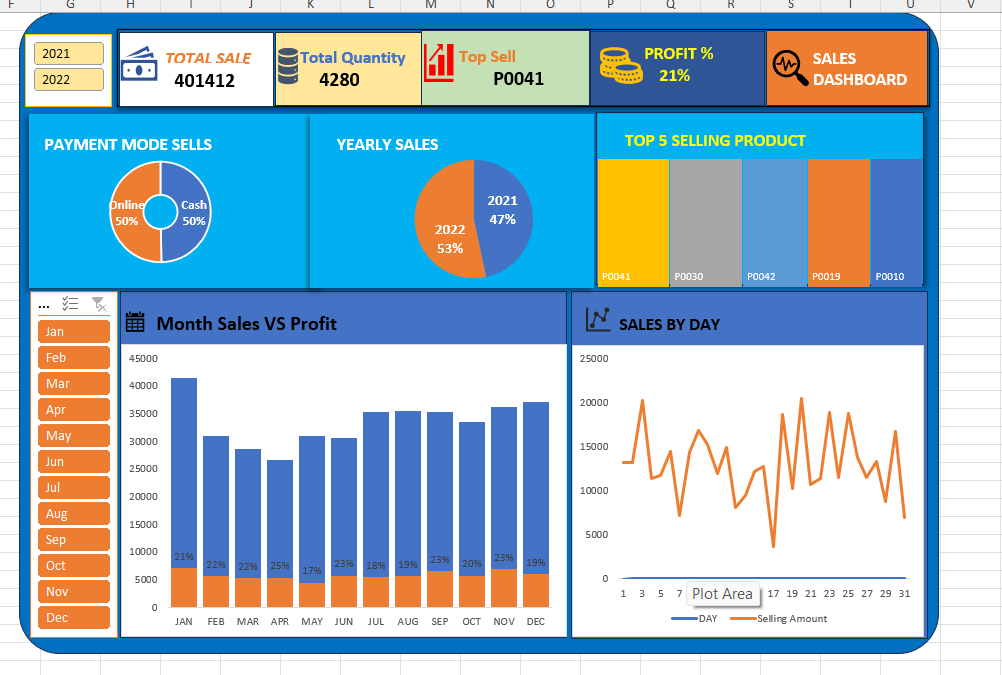 F G H I J K L M N O P Q R S T U V
2021
2022
TOTAL SALE
401412
Total Quantity
4280
Top Sell
P0041
PROFIT %
21%
SALES
DASHBOARD
PAYMENT MODE SELLS
Online
50%
Cash
50%
YEARLY SALES
2021
47%
2022
53%
TOP 5 SELLING PRODUCT
P0041 P0030 P0042 P0019 P0010
...
Jan
Feb
Mar
Apr
May
Jun
Jul
Aug
Sep
Oct
Nov
Dec
Month Sales VS Profit
45000
40000
35000
30000
25000
20000
15000
10000
5000
0
21% 22% 22% 25% 17% 23% 18% 19% 23% 20% 23% 19%
JAN FEB MAR APR MAY JUN JUL AUG SEP OCT NOV DEC
SALES BY DAY
25000
20000
15000
10000
5000
0
1 3 5 7 17 19 21 23 25 27 29 31
Plot Area
DAY Selling Amount